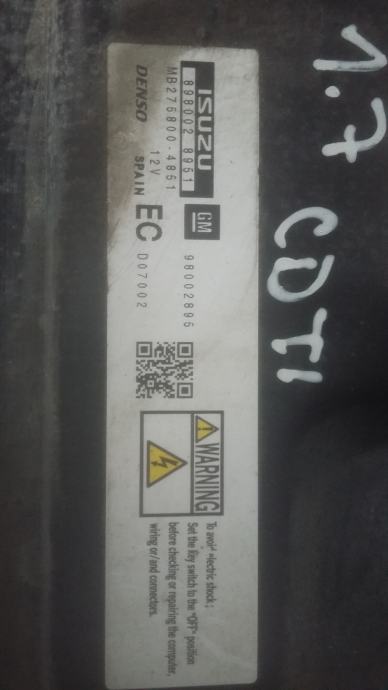 1.7 CDTI
ISUZU
898002 8951
MB275800-4861
12V
DENSO SPAIN
EC
GM
98002895
D07002
WARNING
To avoid electric shock ;
Set the Key switch to the "OFF" position
before checking or repairing the computer,
wiring or/and connectors.